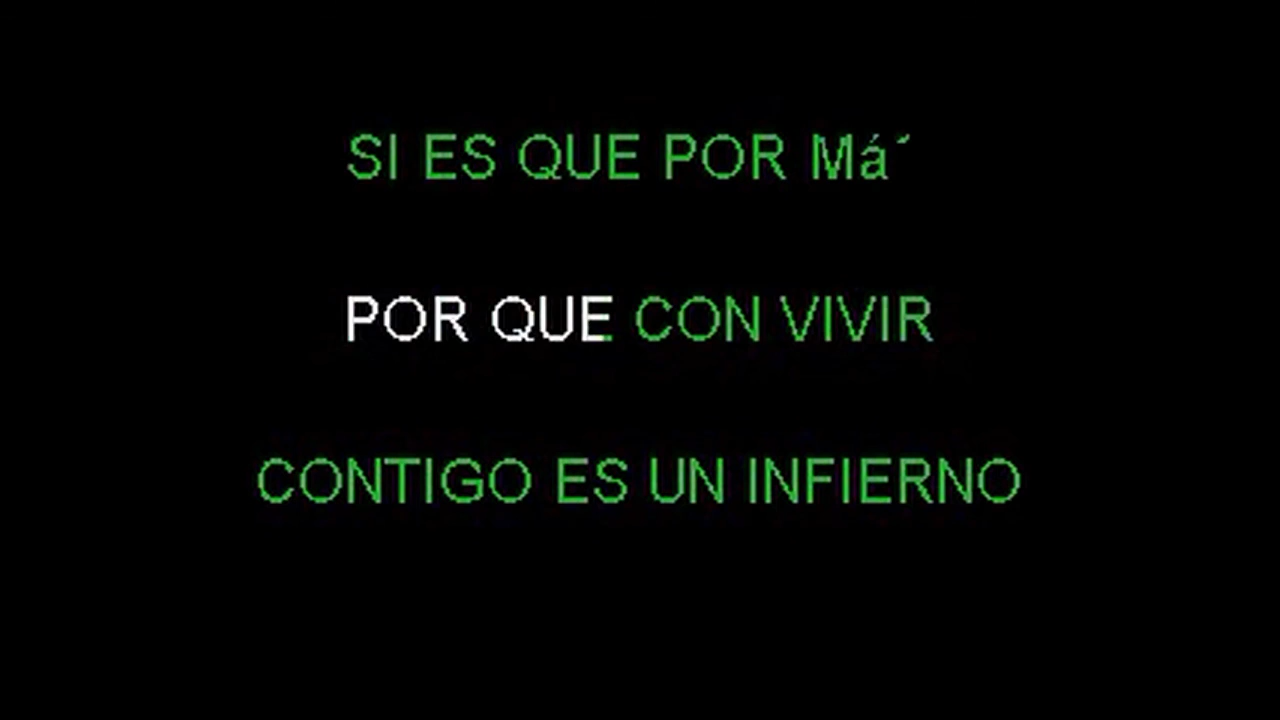 SI ES QUE POR Má´
POR QUE CON VIVIR
CONTIGO ES UN INFIERNO